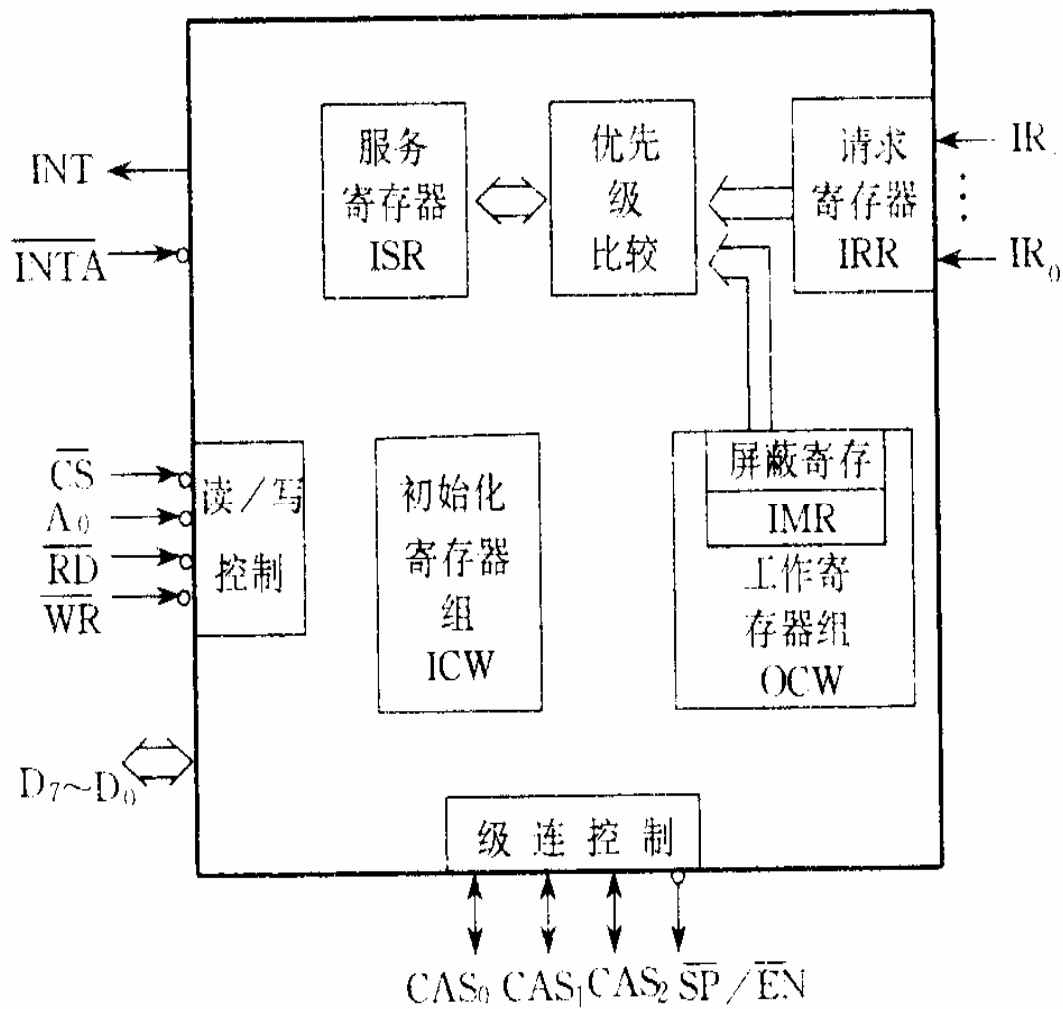 服务
寄存器
ISR
优先
级
比较
请求
寄存器
IRR
INT
INTA
IR
⋮
IR₀
CS
A₀
RD
WR
读/写
控制
初始化
寄存器
组
ICW
屏蔽寄存
IMR
工作寄
存器组
OCW
D₇~D₀
级连控制
CAS₀ CAS₁ CAS₂ SP/EN